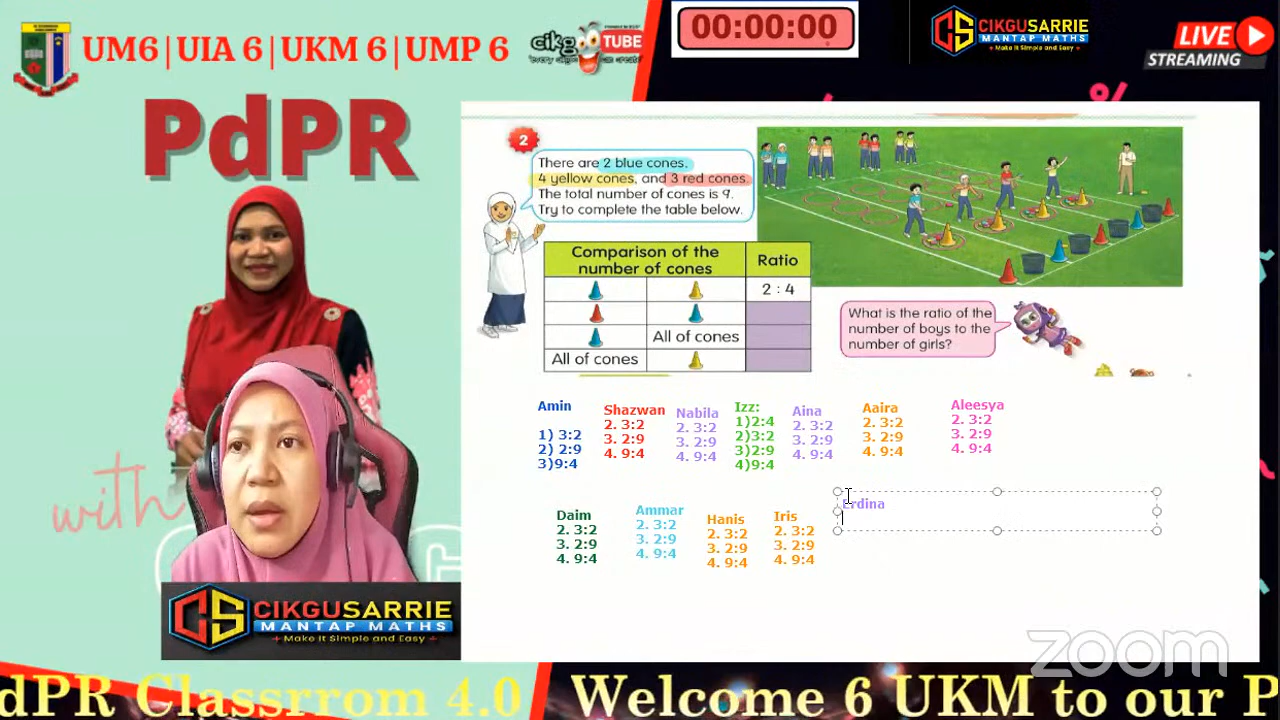 UM6|UIA 6|UKM 6|UMP 6
cikgooTUBE
00:00:00
CS CIKGUSARRIE
MANTAP MATHS
Make It Simple and Easy
LIVE
STREAMING
PdPR
with
2
There are 2 blue cones.
4 yellow cones, and 3 red cones.
The total number of cones is 9.
Try to complete the table below.
Comparison of the
number of cones
Ratio
2 : 4
All of cones
All of cones
What is the ratio of the
number of boys to the
number of girls?
Amin
1) 3:2
2) 2:9
3)9:4
Shazwan
2. 3:2
3. 2:9
4. 9:4
Nabila
2. 3:2
3. 2:9
4. 9:4
Izz:
1)2:4
2)3:2
3)2:9
4)9:4
Aina
2. 3:2
3. 2:9
4. 9:4
Aaira
2. 3:2
3. 2:9
4. 9:4
Aleesya
2. 3:2
3. 2:9
4. 9:4
Daim
2. 3:2
3. 2:9
4. 9:4
Ammar
2. 3:2
3. 2:9
4. 9:4
Hanis
2. 3:2
3. 2:9
4. 9:4
Iris
2. 3:2
3. 2:9
4. 9:4
Erdina
CS CIKGUSARRIE
MANTAP MATHS
Make It Simple and Easy
zoom
dPR Classrrom 4.0 Welcome 6 UKM to our P